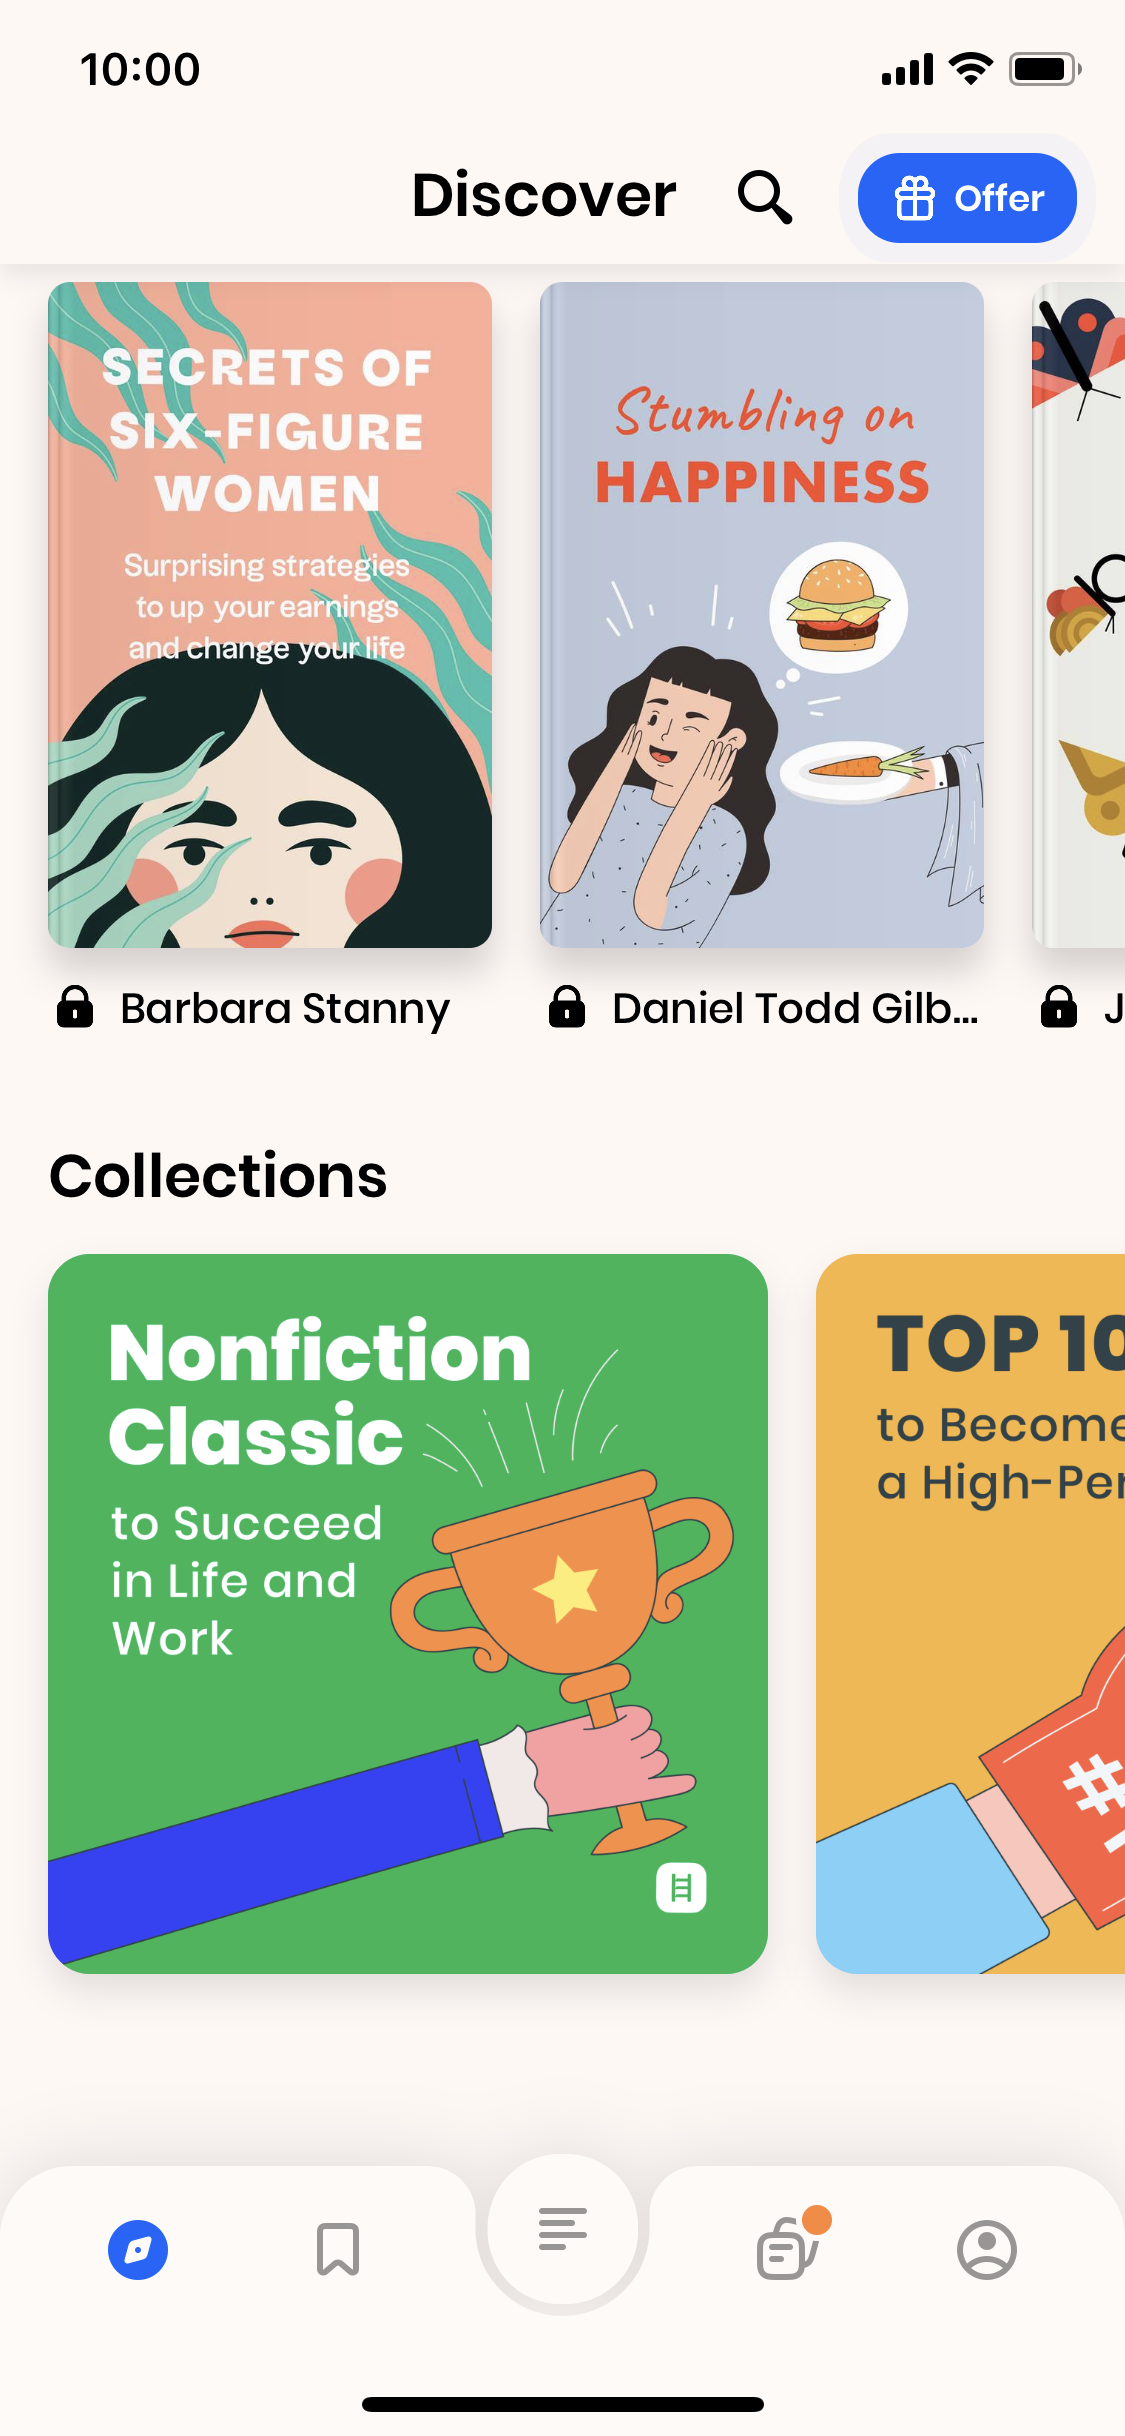 10:00
Discover
Offer
SECRETS OF
SIX-FIGURE
WOMEN
Surprising strategies
to up your earnings
and change your life
Stumbling on
HAPPINESS
Barbara Stanny
Daniel Todd Gilb...
J
Collections
Nonfiction
Classic
to Succeed
in Life and
Work
TOP 10
to Become
a High-Per
#